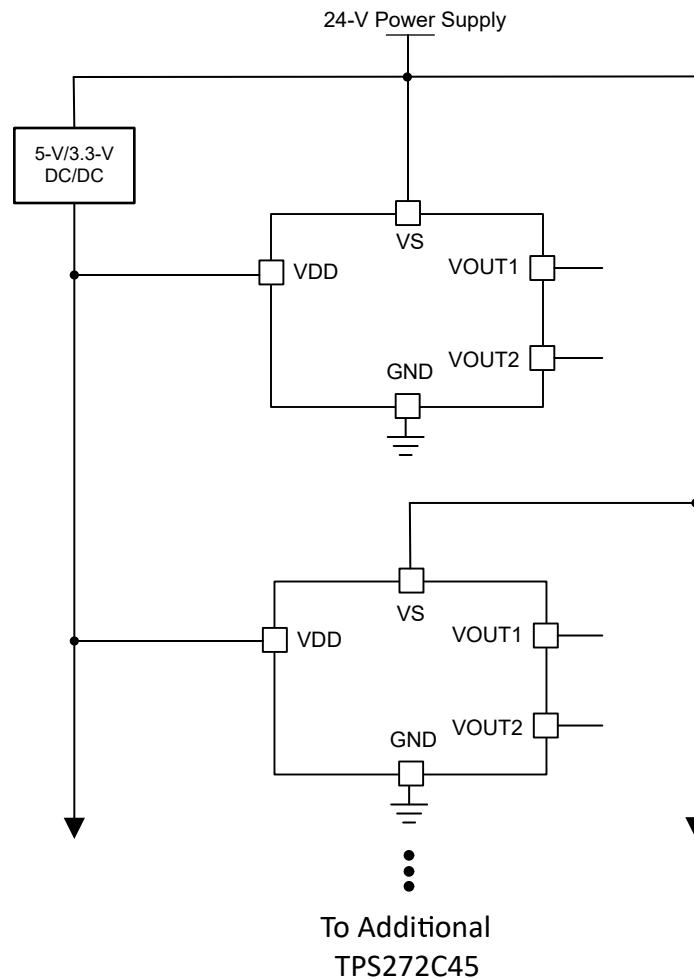 24-V Power Supply
5-V/3.3-V
DC/DC
VS
VDD
VOUT1
VOUT2
GND
VS
VDD
VOUT1
VOUT2
GND
To Additional
TPS272C45